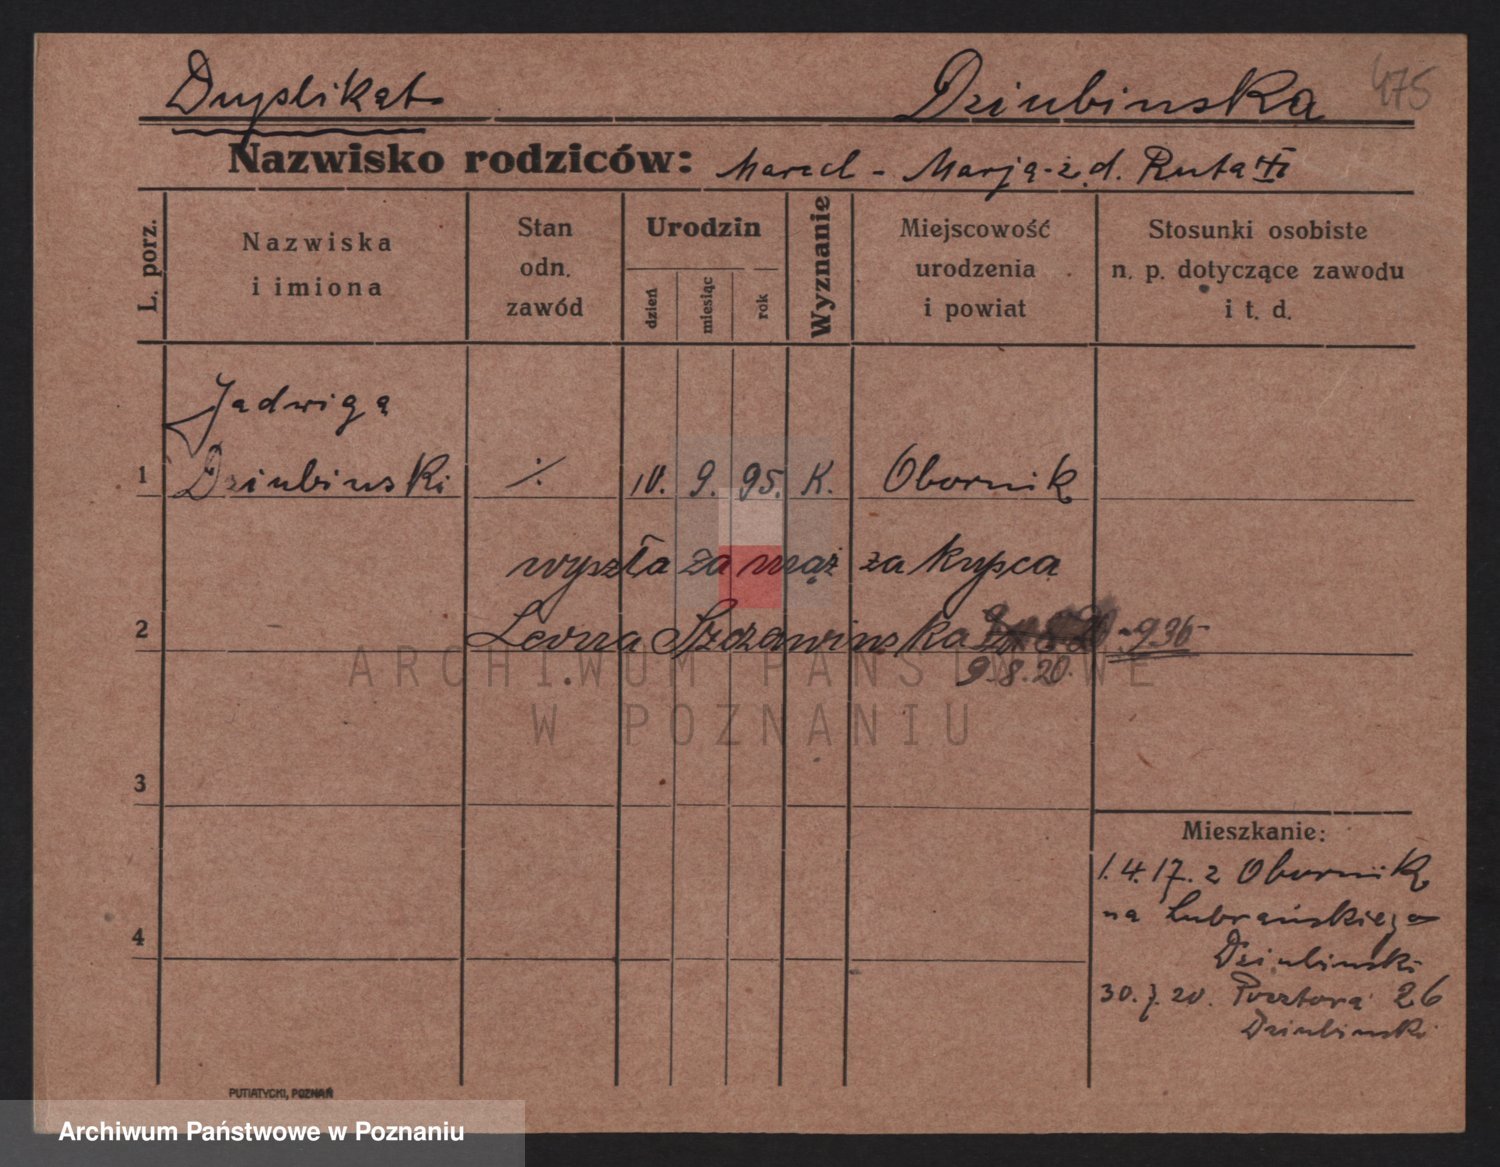 Duplikat Dziubinska 475
Nazwisko rodziców: Marcel - Marja - z d. Ruta
L. porz.
Nazwiska
i imiona
Stan
odn.
zawód
Urodzin
dzień
miesiąc
rok
Wyznanie
Miejscowość
urodzenia
i powiat
Stosunki osobiste
n. p. dotyczące zawodu
i t. d.
Jadwiga
1 Dziubinski ·/. 10. 9. 95. K. Obornik
wyszła za mąż za kupca
2 Leona Szczawinska -936-
9.8.20.
3
Mieszkanie:
1.4.17. z Obornik
na Lubrańskiego
4
Dziubinski
30.7.20. Pocztowa 26
Dziubinski
PUTIATYCKI, POZNAŃ
ARCHIWUM PAŃSTWOWE
W POZNANIU
Archiwum Państwowe w Poznaniu